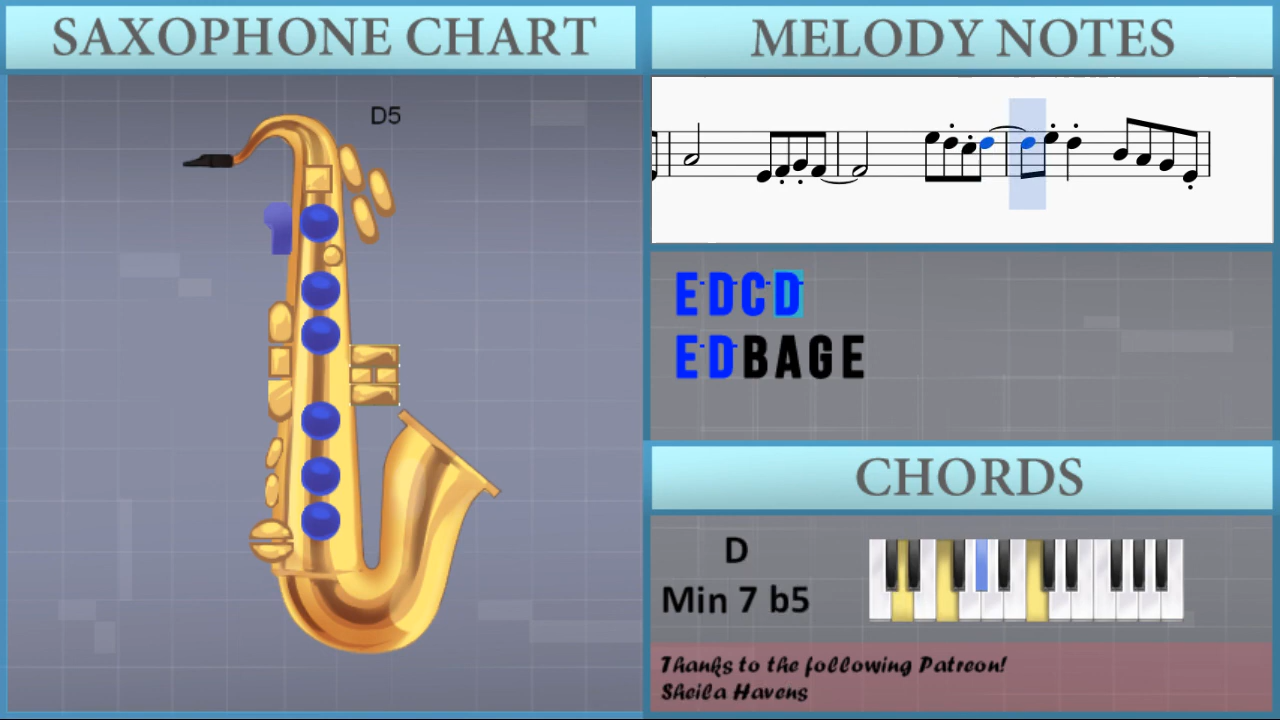 SAXOPHONE CHART
D5
MELODY NOTES
EDCD
EDBAGE
CHORDS
D
Min 7 b5
Thanks to the following Patreon!
Sheila Havens